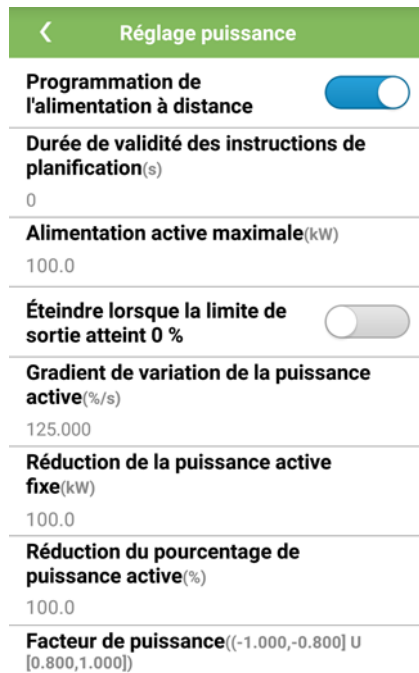 Réglage puissance
Programmation de
l'alimentation à distance
Durée de validité des instructions de
planification(s)
0
Alimentation active maximale(kW)
100.0
Éteindre lorsque la limite de
sortie atteint 0 %
Gradient de variation de la puissance
active(%/s)
125.000
Réduction de la puissance active
fixe(kW)
100.0
Réduction du pourcentage de
puissance active(%)
100.0
Facteur de puissance((-1.000,-0.800] U
[0.800,1.000])